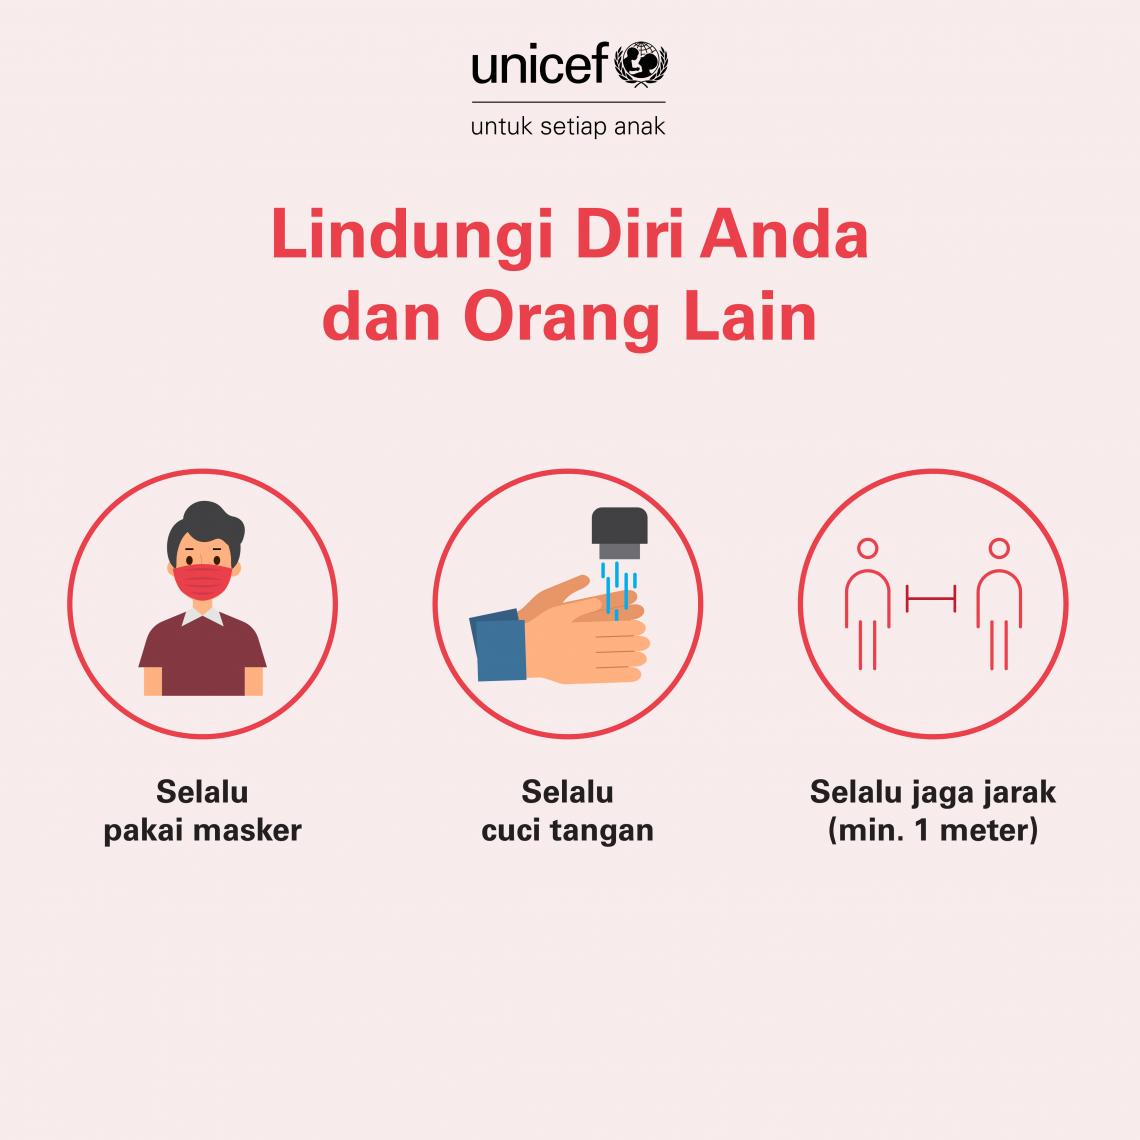 unicef
untuk setiap anak
Lindungi Diri Anda
dan Orang Lain
Selalu
pakai masker
Selalu
cuci tangan
Selalu jaga jarak
(min. 1 meter)